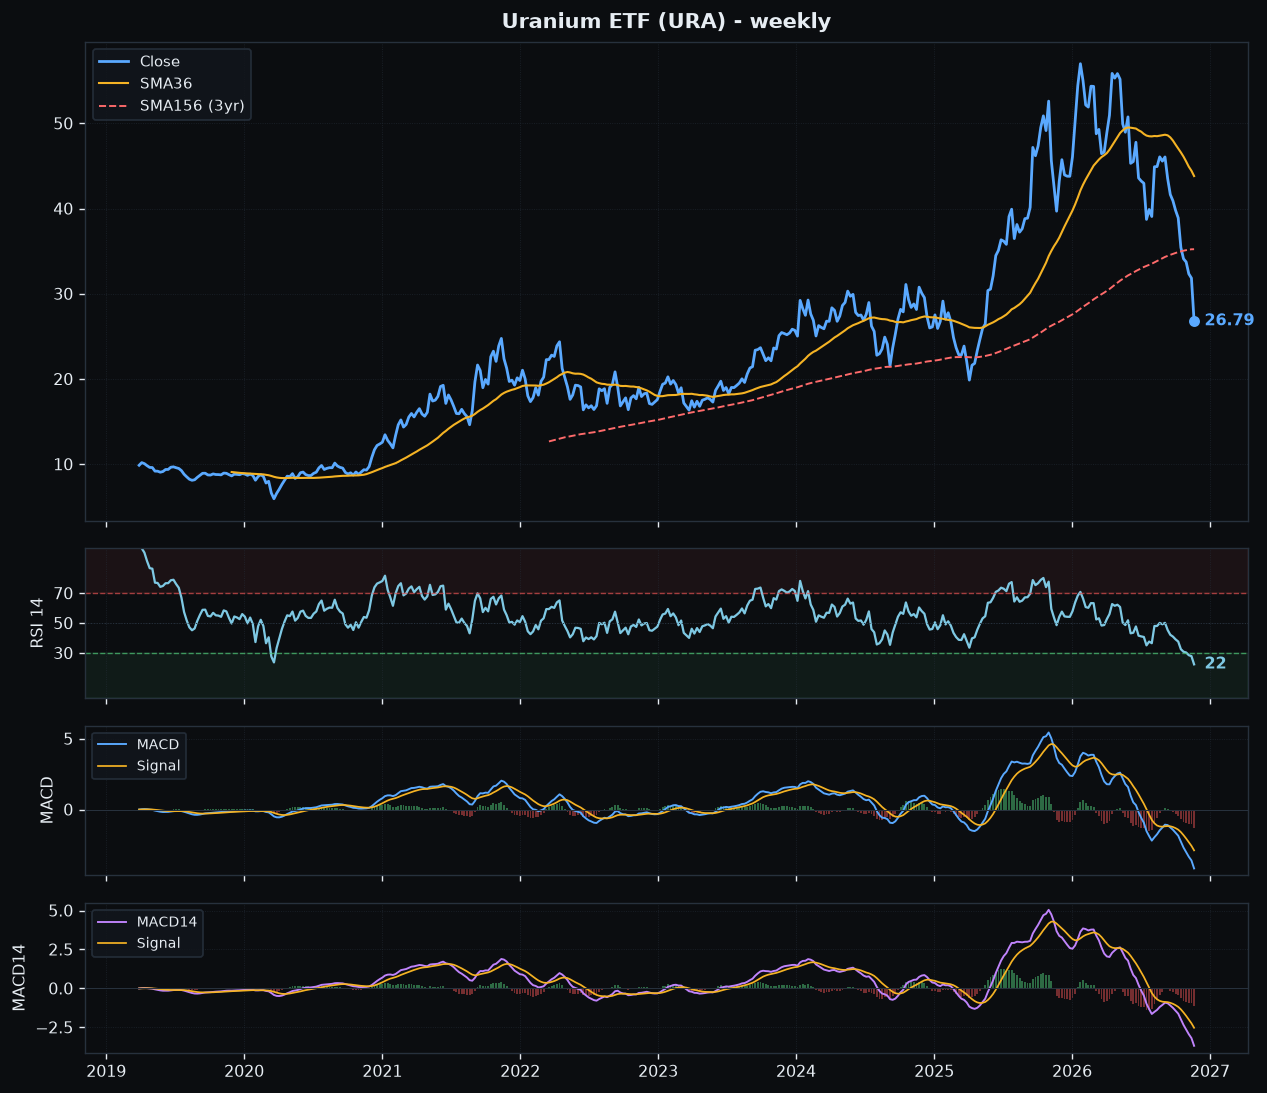 Uranium ETF (URA) - weekly
Close
SMA36
SMA156 (3yr)
50
40
30
20
10
26.79
RSI 14
70
50
30
22
MACD
MACD
Signal
5
0
MACD14
MACD14
Signal
5.0
2.5
0.0
−2.5
2019 2020 2021 2022 2023 2024 2025 2026 2027